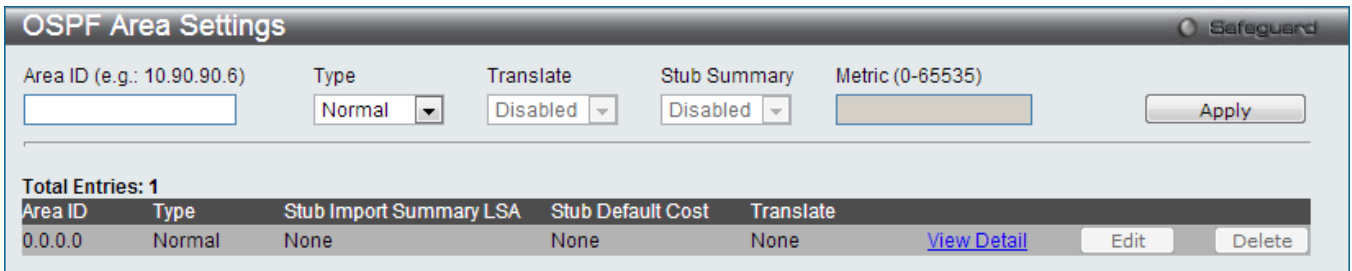 OSPF Area Settings
Safeguard
Area ID (e.g.: 10.90.90.6) Type Translate Stub Summary Metric (0-65535)
Normal Disabled Disabled Apply
Total Entries: 1
Area ID Type Stub Import Summary LSA Stub Default Cost Translate
0.0.0.0 Normal None None None View Detail Edit Delete